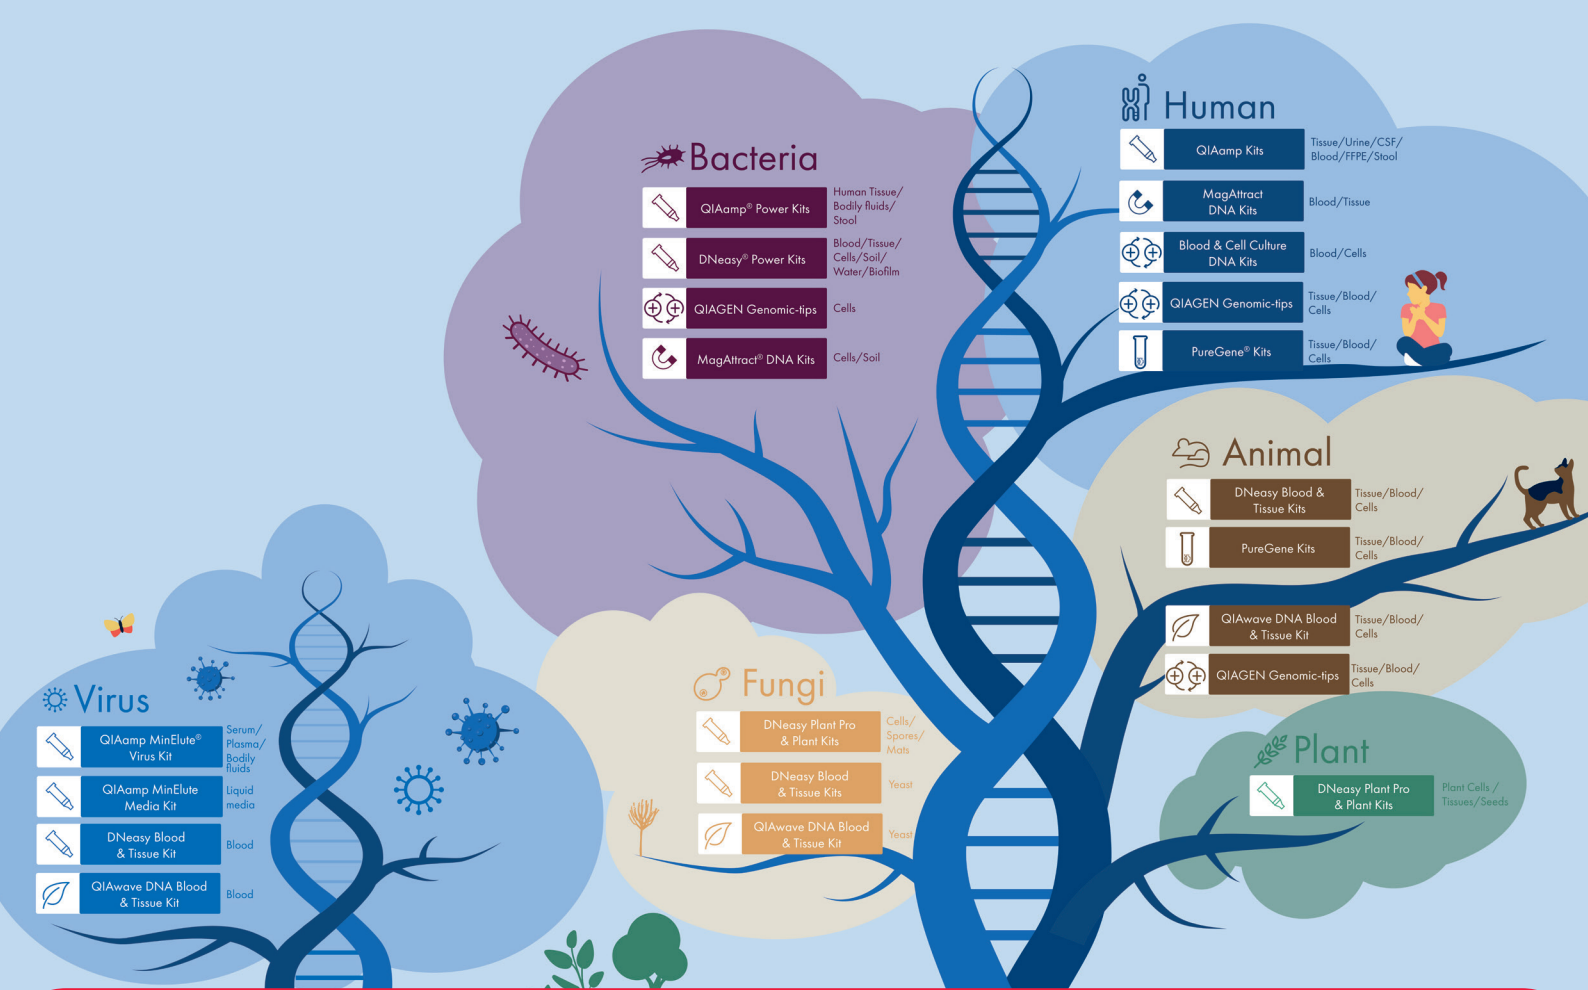 Bacteria
QIAamp® Power Kits
Human Tissue/
Bodily fluids/
Stool
DNeasy® Power Kits
Blood/Tissue/
Cells/Soil/
Water/Biofilm
QIAGEN Genomic-tips
Cells
MagAttract® DNA Kits
Cells/Soil
Human
QIAamp Kits
Tissue/Urine/CSF/
Blood/FFPE/Stool
MagAttract
DNA Kits
Blood/Tissue
Blood & Cell Culture
DNA Kits
Blood/Cells
QIAGEN Genomic-tips
Tissue/Blood/
Cells
PureGene® Kits
Tissue/Blood/
Cells
Animal
DNeasy Blood &
Tissue Kits
Tissue/Blood/
Cells
PureGene Kits
Tissue/Blood/
Cells
QIAwave DNA Blood
& Tissue Kit
Tissue/Blood/
Cells
QIAGEN Genomic-tips
Tissue/Blood/
Cells
Virus
QIAamp MinElute®
Virus Kit
Serum/
Plasma/
Bodily
fluids
QIAamp MinElute
Media Kit
Liquid
media
DNeasy Blood
& Tissue Kit
Blood
QIAwave DNA Blood
& Tissue Kit
Blood
Fungi
DNeasy Plant Pro
& Plant Kits
Cells/
Spores/
Mats
DNeasy Blood
& Tissue Kits
Yeast
QIAwave DNA Blood
& Tissue Kit
Yeast
Plant
DNeasy Plant Pro
& Plant Kits
Plant Cells /
Tissues/Seeds